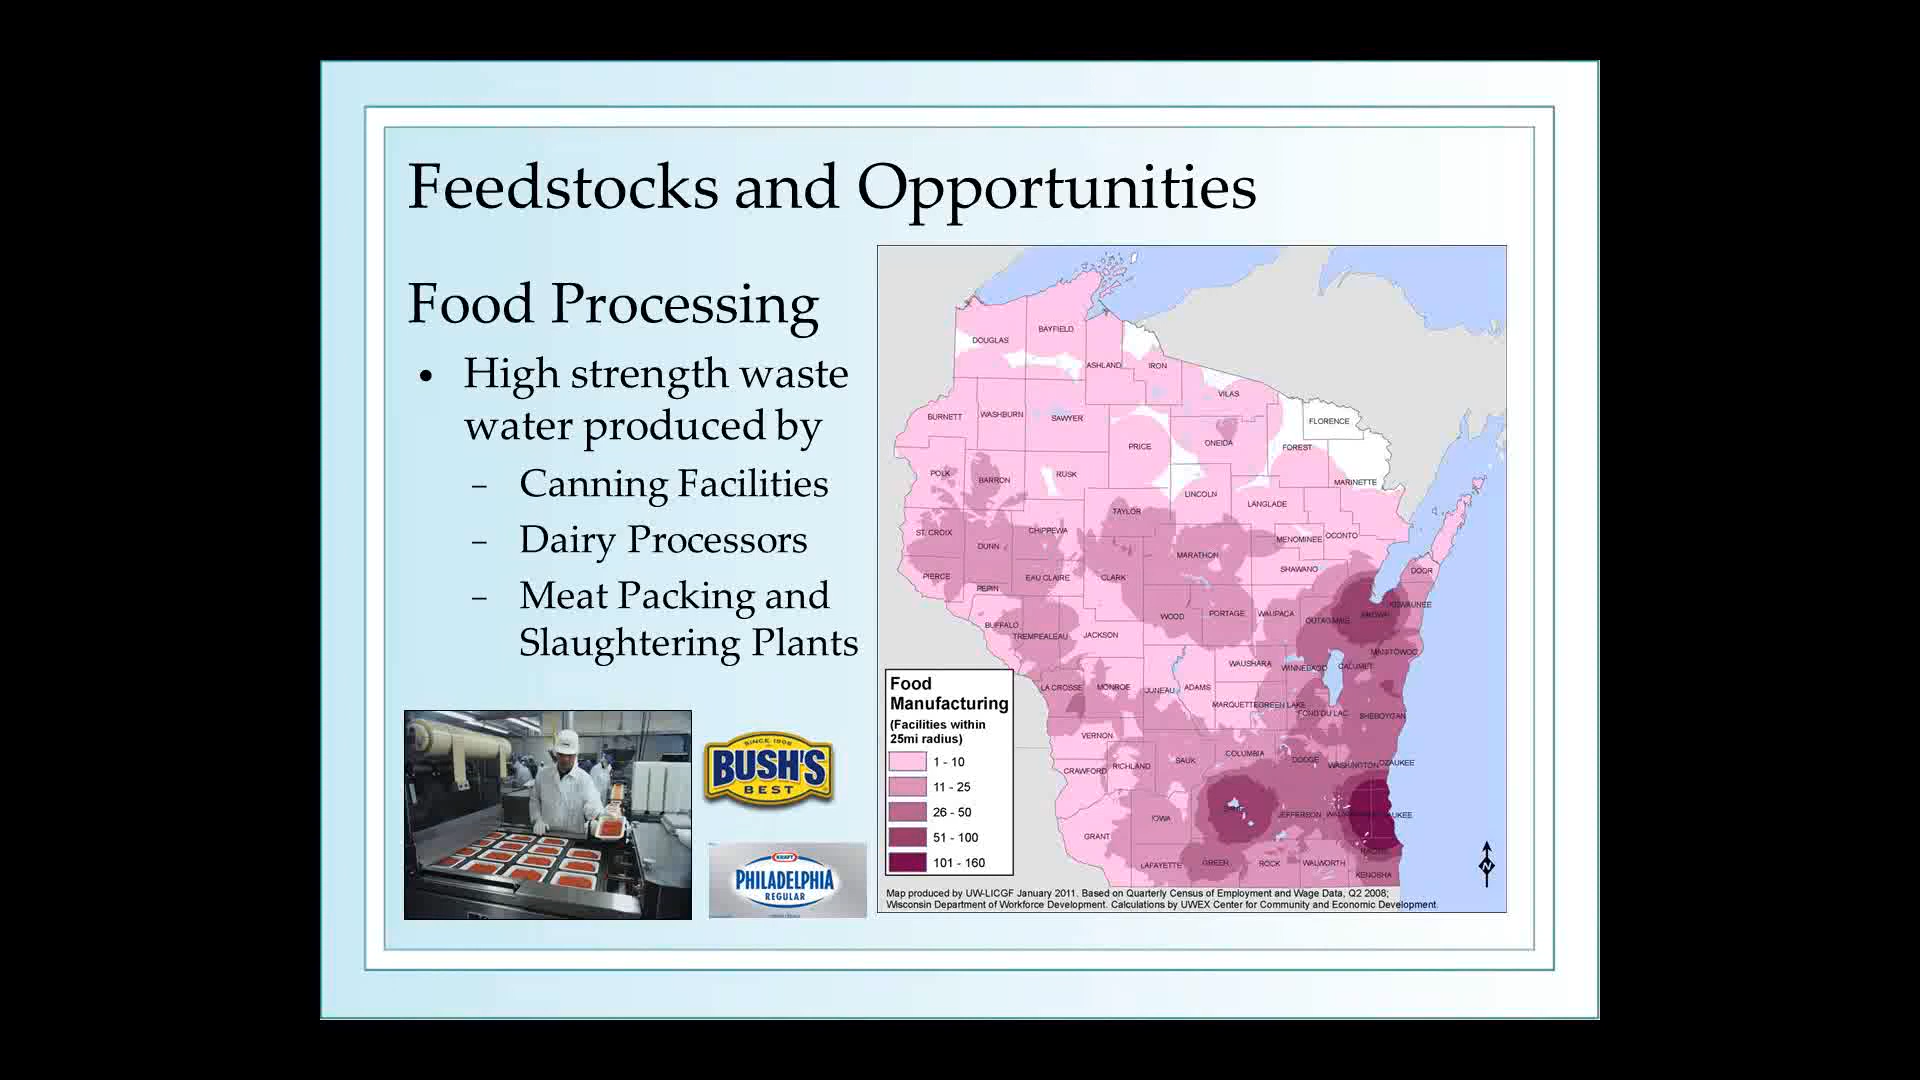 Feedstocks and Opportunities
Food Processing
• High strength waste
water produced by
– Canning Facilities
– Dairy Processors
– Meat Packing and
Slaughtering Plants
SINCE 1908
BUSH'S
BEST
KRAFT
PHILADELPHIA
REGULAR
DOUGLAS
BAYFIELD
ASHLAND
IRON
VILAS
BURNETT
WASHBURN
SAWYER
FLORENCE
PRICE
ONEIDA
FOREST
POLK
BARRON
RUSK
MARINETTE
LINCOLN
LANGLADE
TAYLOR
ST. CROIX
CHIPPEWA
DUNN
MENOMINEE
OCONTO
MARATHON
SHAWANO
DOOR
PIERCE
EAU CLAIRE
CLARK
PEPIN
KEWAUNEE
WOOD
PORTAGE
WAUPACA
BROWN
OUTAGAMIE
BUFFALO
TREMPEALEAU
JACKSON
MANITOWOC
WAUSHARA
WINNEBAGO
CALUMET
LA CROSSE
MONROE
JUNEAU
ADAMS
MARQUETTE
GREEN LAKE
FOND DU LAC
SHEBOYGAN
VERNON
COLUMBIA
DODGE
WASHINGTON
OZAUKEE
CRAWFORD
RICHLAND
SAUK
IOWA
JEFFERSON
GRANT
LAFAYETTE
GREEN
ROCK
WALWORTH
RACINE
KENOSHA
Food
Manufacturing
(Facilities within
25mi radius)
1 - 10
11 - 25
26 - 50
51 - 100
101 - 160
N
Map produced by UW-LICGF January 2011. Based on Quarterly Census of Employment and Wage Data, Q2 2008;
Wisconsin Department of Workforce Development. Calculations by UWEX Center for Community and Economic Development.